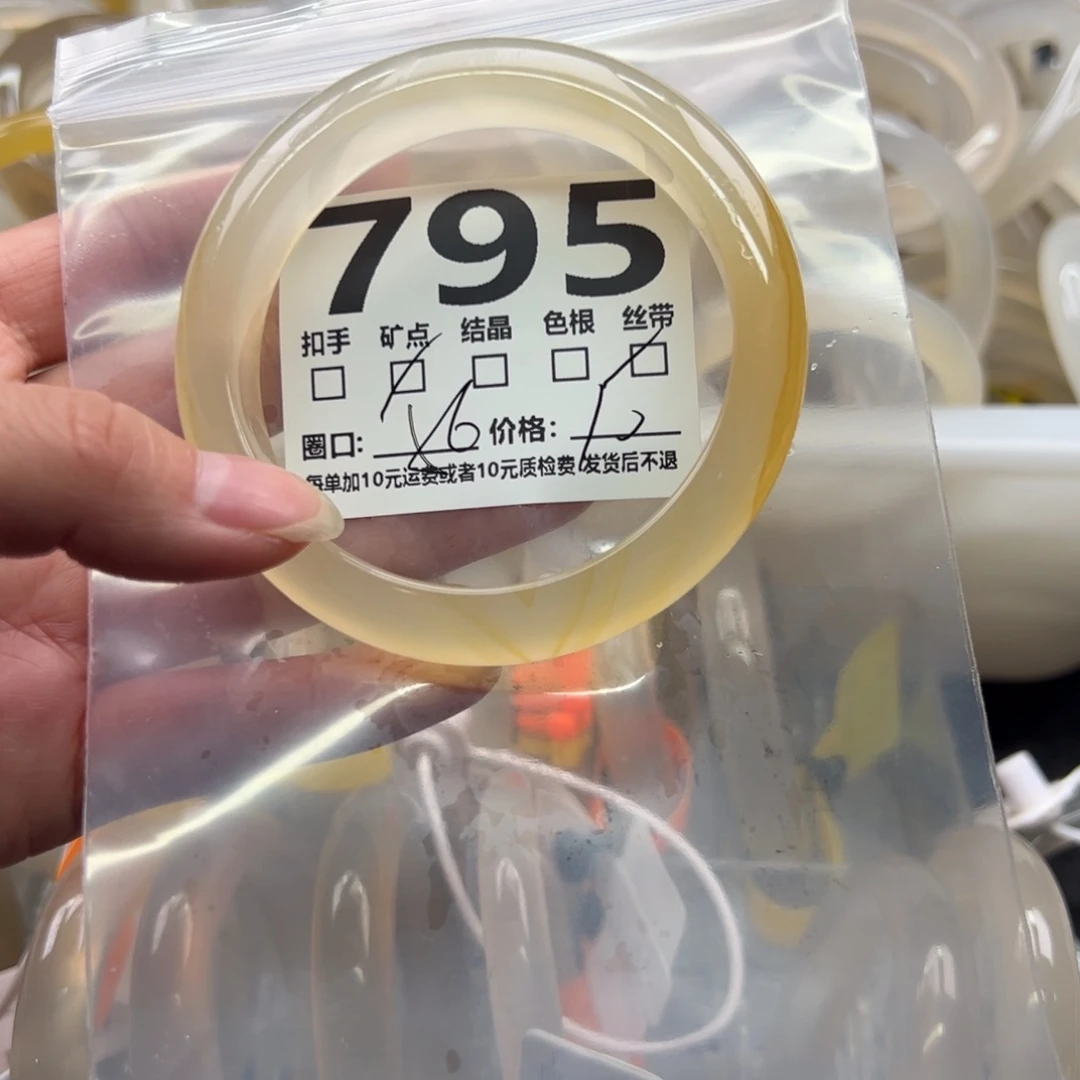 795
扣手 矿点 结晶 色根 丝带
圈口: 56 价格: 12
每单加10元运费或者10元质检费 发货后不退